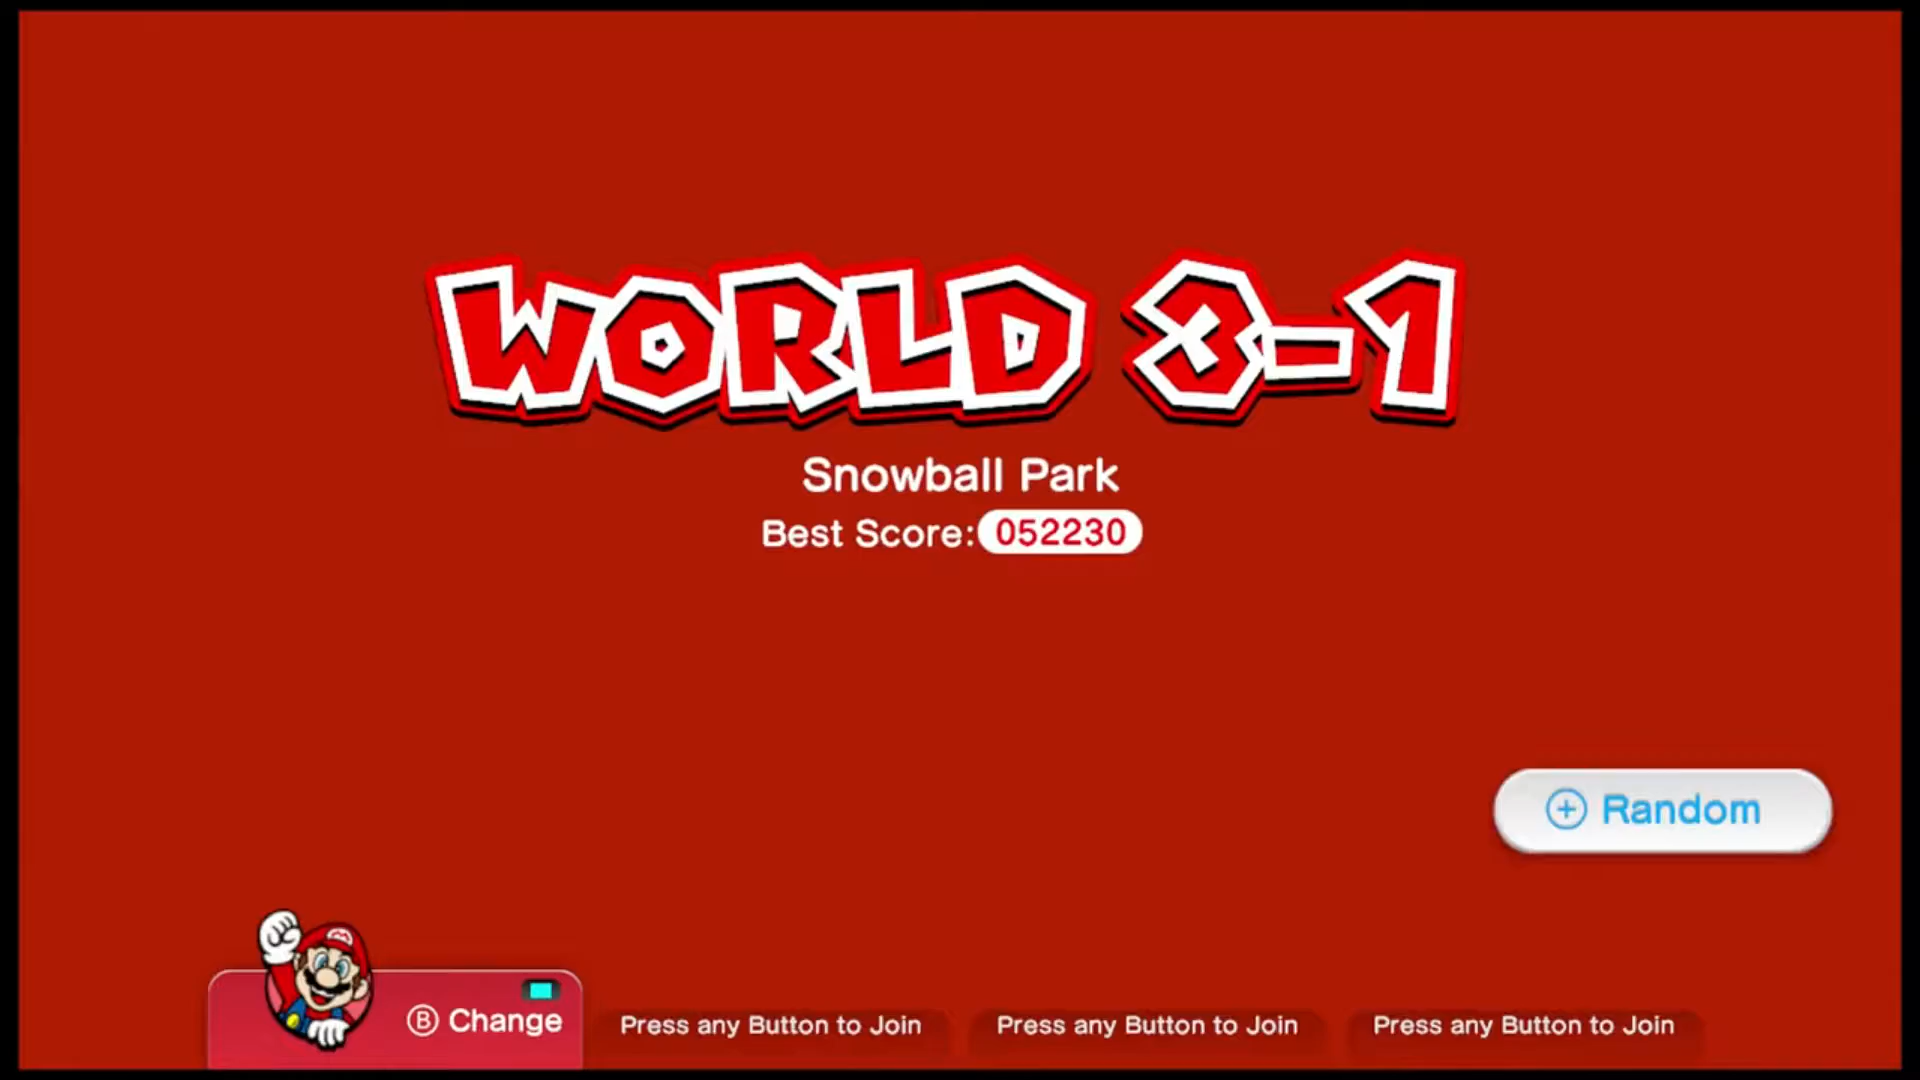 WORLD 3-1
Snowball Park
Best Score: 052230
+ Random
B Change
Press any Button to Join
Press any Button to Join
Press any Button to Join